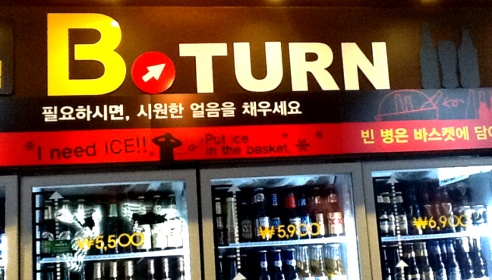 B TURN
필요하시면, 시원한 얼음을 채우세요
빈 병은 바스켓에 담아
*I need ICE!!
* Put ice
in the basket. *
₩5,500
₩5,900
₩6,900